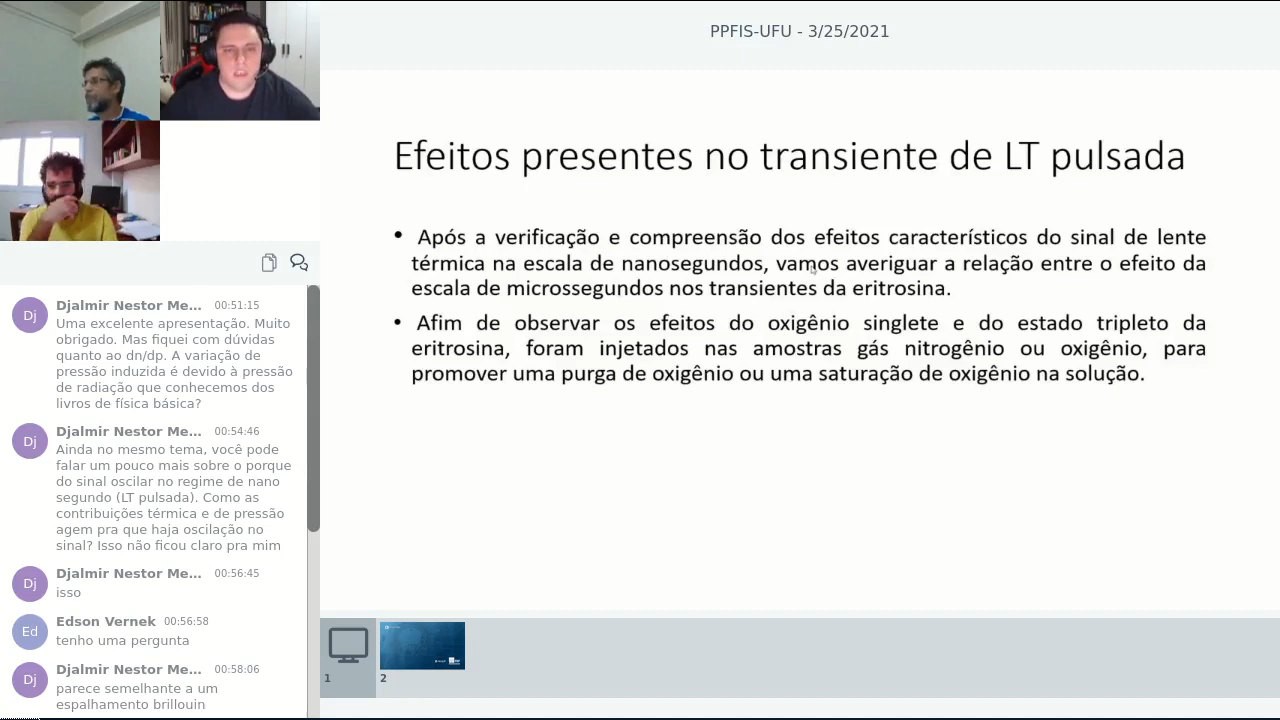 PPFIS-UFU - 3/25/2021
Efeitos presentes no transiente de LT pulsada
• Após a verificação e compreensão dos efeitos característicos do sinal de lente
térmica na escala de nanosegundos, vamos averiguar a relação entre o efeito da
escala de microssegundos nos transientes da eritrosina.
• Afim de observar os efeitos do oxigênio singlete e do estado tripleto da
eritrosina, foram injetados nas amostras gás nitrogênio ou oxigênio, para
promover uma purga de oxigênio ou uma saturação de oxigênio na solução.
Dj
Djalmir Nestor Me... 00:51:15
Uma excelente apresentação. Muito
obrigado. Mas fiquei com dúvidas
quanto ao dn/dp. A variação de
pressão induzida é devido à pressão
de radiação que conhecemos dos
livros de física básica?
Dj
Djalmir Nestor Me... 00:54:46
Ainda no mesmo tema, você pode
falar um pouco mais sobre o porque
do sinal oscilar no regime de nano
segundo (LT pulsada). Como as
contribuições térmica e de pressão
agem pra que haja oscilação no
sinal? Isso não ficou claro pra mim
Dj
Djalmir Nestor Me... 00:56:45
isso
Ed
Edson Vernek 00:56:58
tenho uma pergunta
Dj
Djalmir Nestor Me... 00:58:06
parece semelhante a um
espalhamento brillouin
1
2